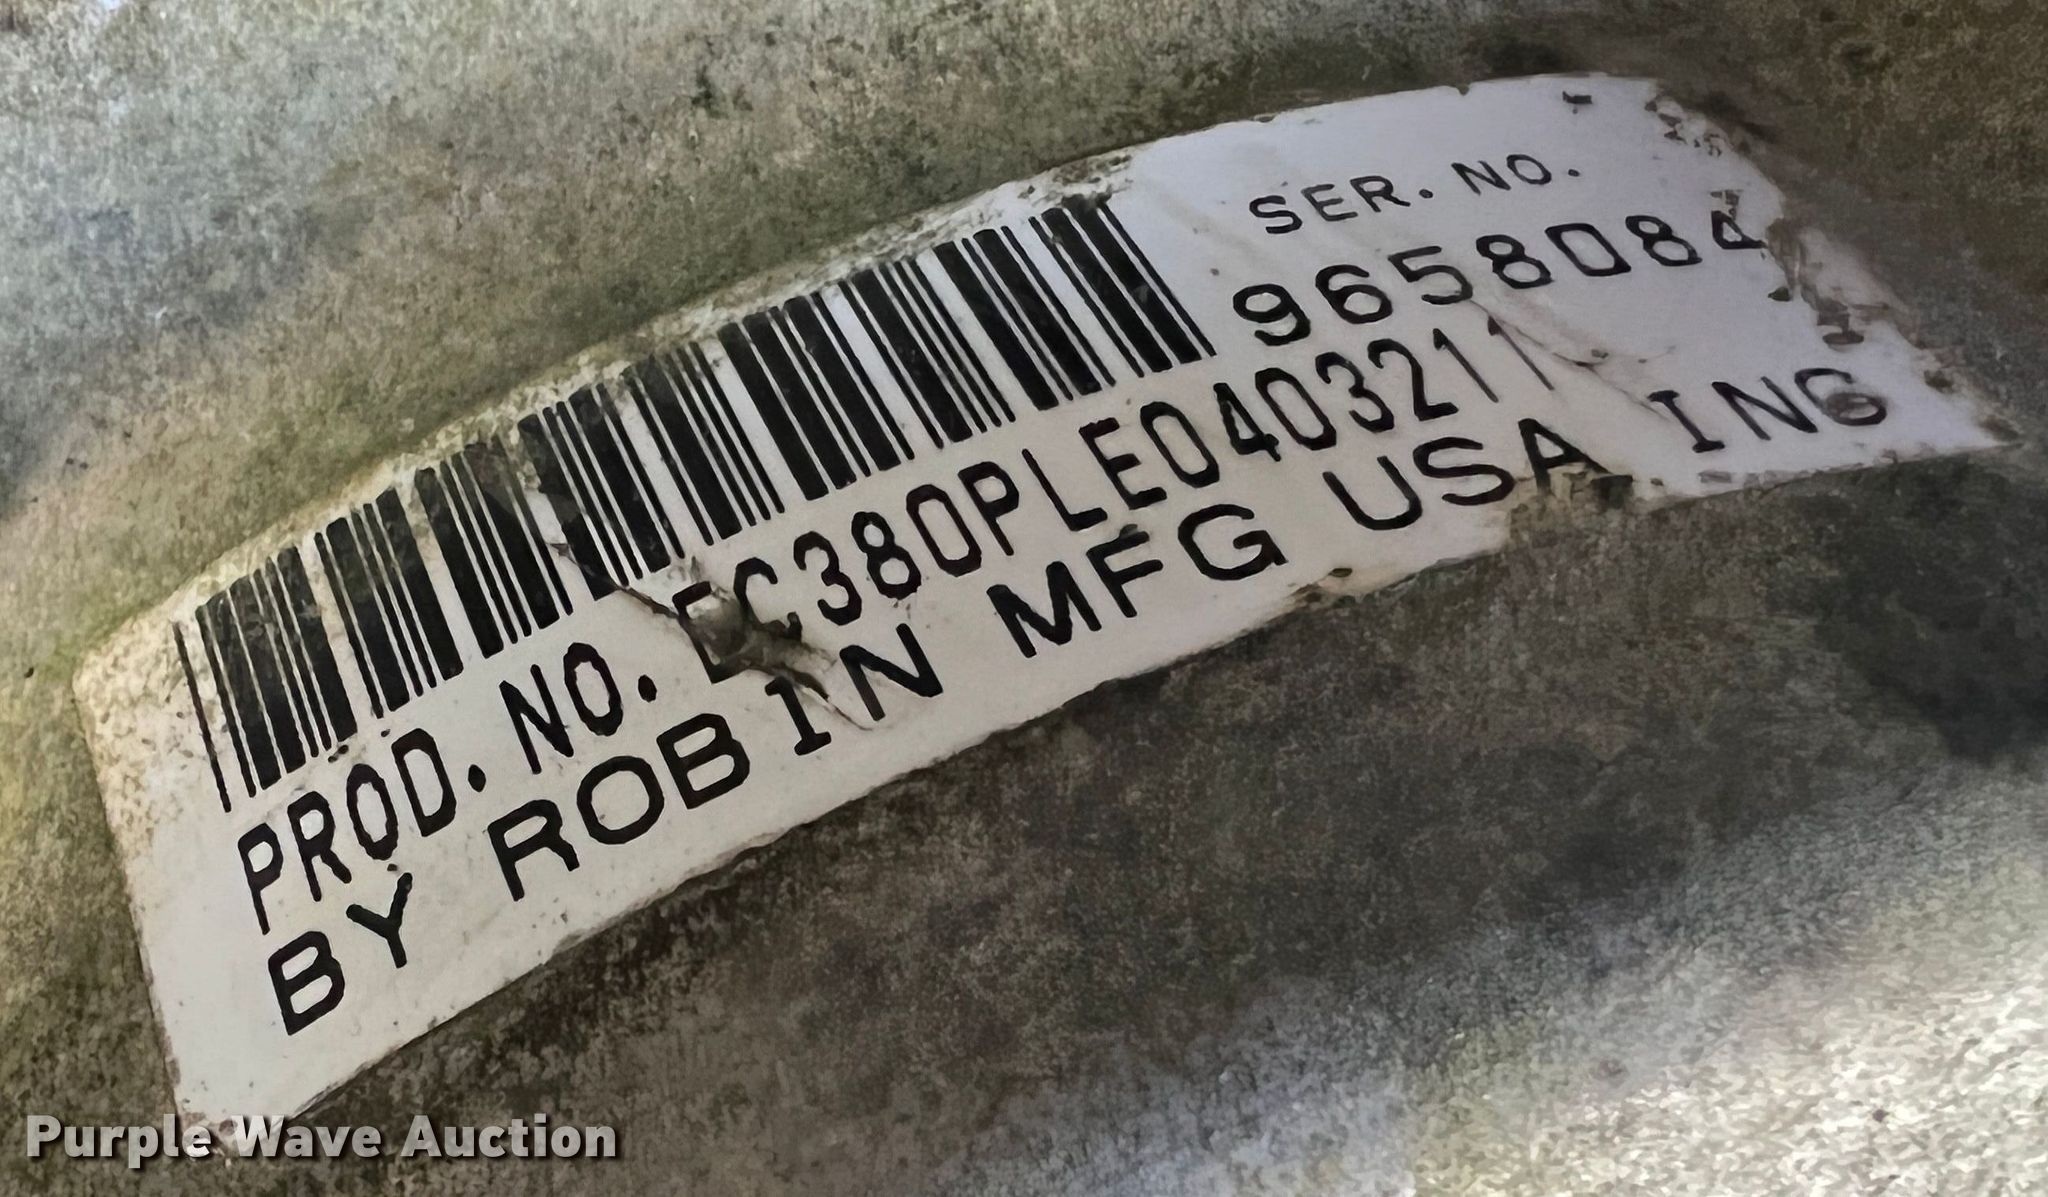 SER. NO.
9658084
PROD. NO. EC380PLE0403211
BY ROBIN MFG USA INC
Purple Wave Auction